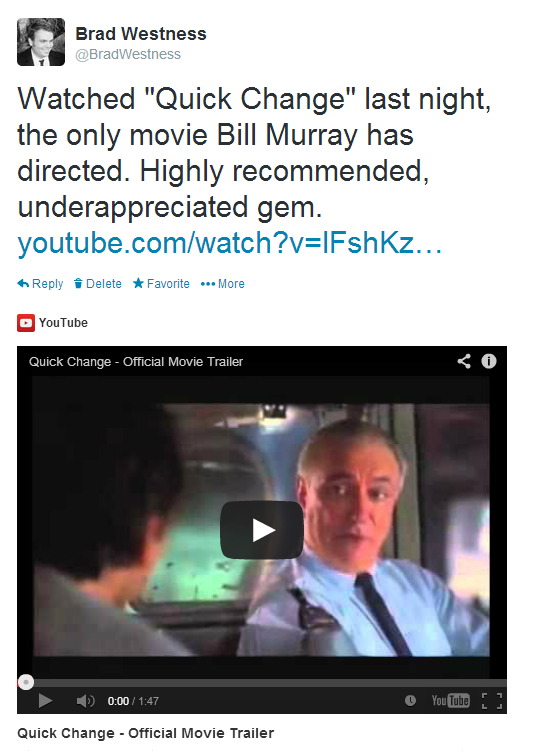 Brad Westness
@BradWestness
Watched "Quick Change" last night,
the only movie Bill Murray has
directed. Highly recommended,
underappreciated gem.
youtube.com/watch?v=IFshKz…
Reply Delete Favorite More
YouTube
Quick Change - Official Movie Trailer
0:00 / 1:47 YouTube
Quick Change - Official Movie Trailer